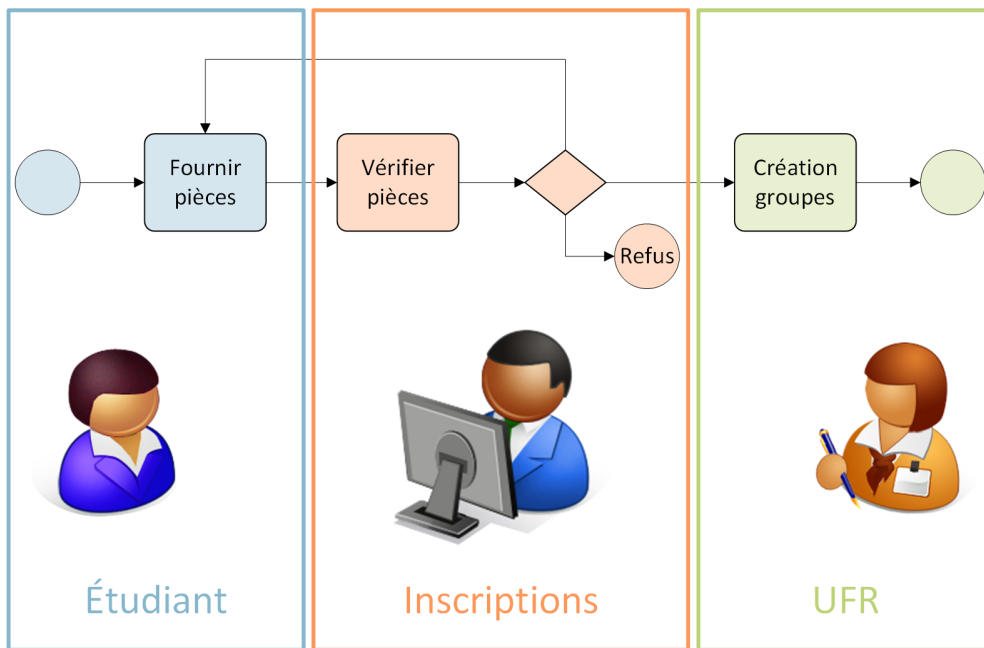 Fournir
pièces
Vérifier
pièces
Création
groupes
Refus
Étudiant
Inscriptions
UFR